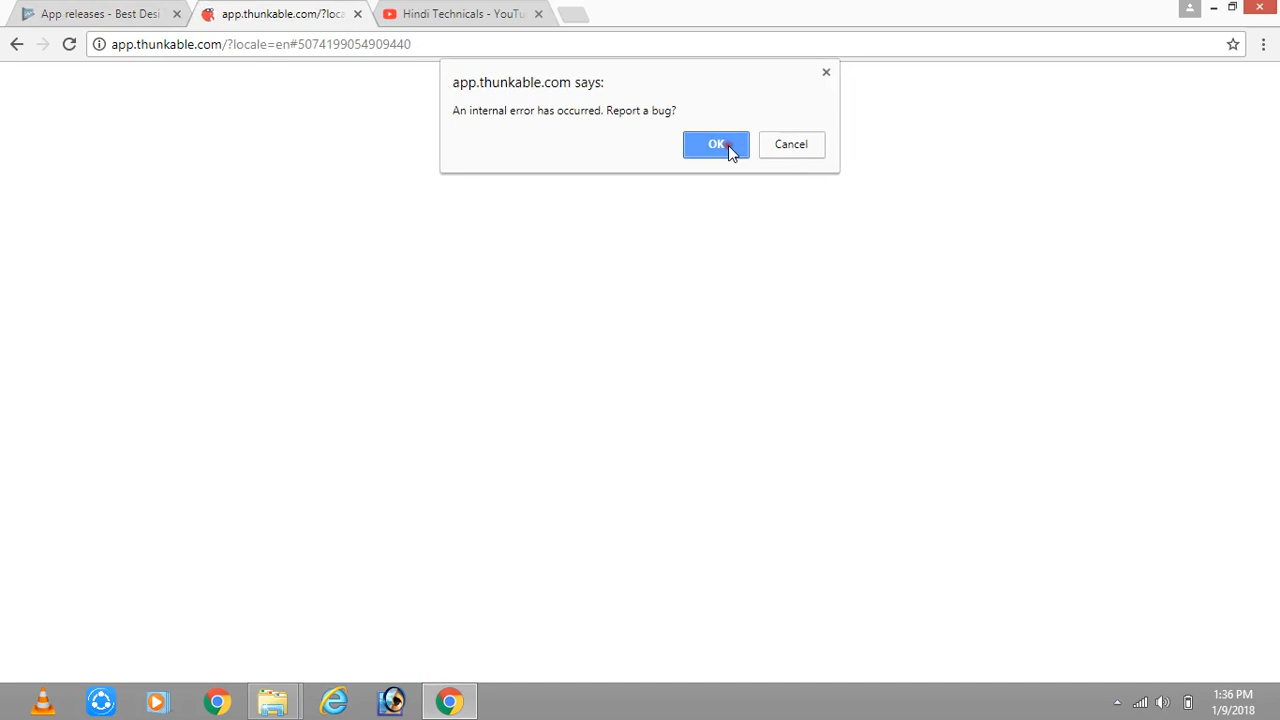 App releases - Best Desi
app.thunkable.com/?loca
Hindi Technicals - YouTu
app.thunkable.com/?locale=en#5074199054909440
app.thunkable.com says:
An internal error has occurred. Report a bug?
OK
Cancel
1:36 PM
1/9/2018